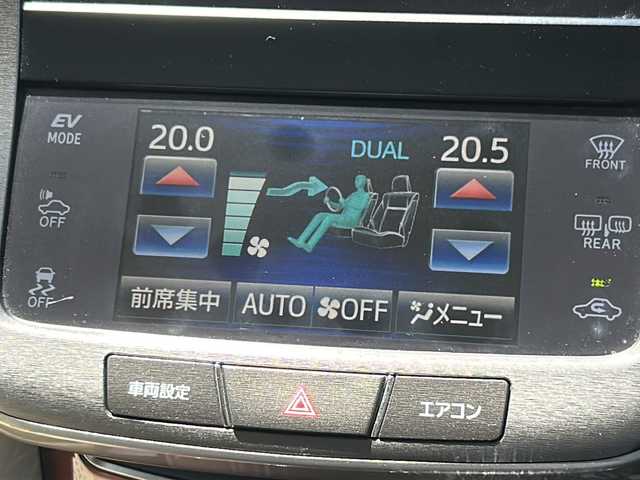 EV
MODE
20.0
DUAL
20.5
FRONT
OFF
REAR
OFF
前席集中
AUTO
OFF
メニュー
車両設定
エアコン